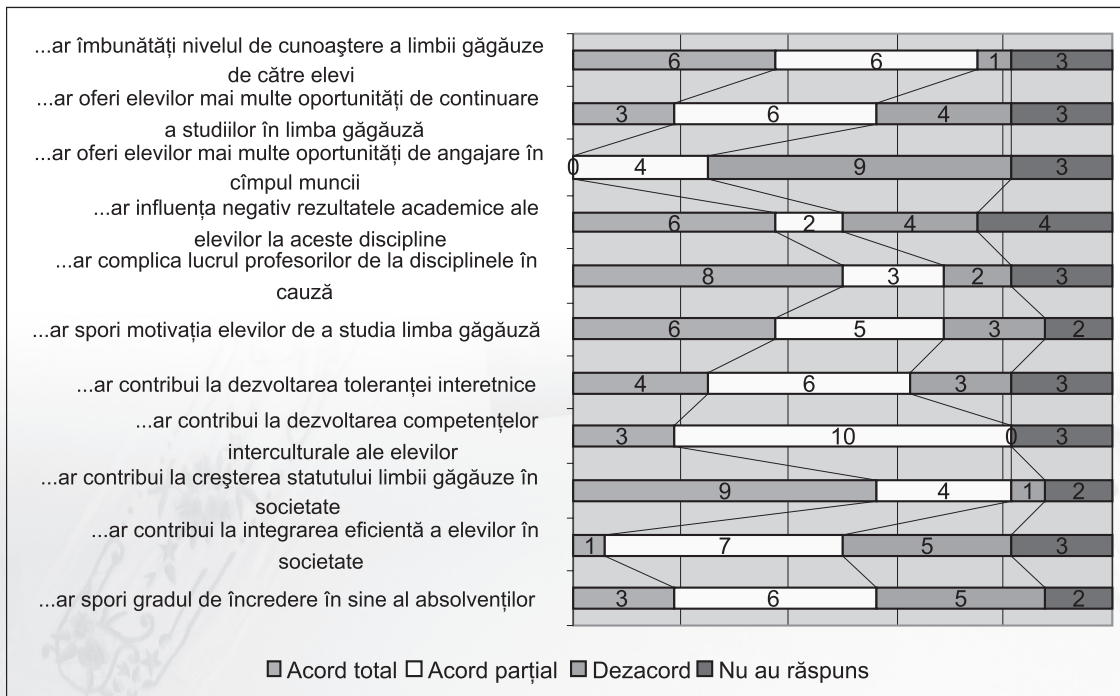 ...ar îmbunătăţi nivelul de cunoaştere a limbii găgăuze
de către elevi
6 6 1 3
...ar oferi elevilor mai multe oportunităţi de continuare
a studiilor în limba găgăuză
3 6 4 3
...ar oferi elevilor mai multe oportunităţi de angajare în
cîmpul muncii
0 4 9 3
...ar influenţa negativ rezultatele academice ale
elevilor la aceste discipline
6 2 4 4
...ar complica lucrul profesorilor de la disciplinele în
cauză
8 3 2 3
...ar spori motivaţia elevilor de a studia limba găgăuză
6 5 3 2
...ar contribui la dezvoltarea toleranţei interetnice
4 6 3 3
...ar contribui la dezvoltarea competenţelor
interculturale ale elevilor
3 10 0 3
...ar contribui la creşterea statutului limbii găgăuze în
societate
9 4 1 2
...ar contribui la integrarea eficientă a elevilor în
societate
1 7 5 3
...ar spori gradul de încredere în sine al absolvenţilor
3 6 5 2
Acord total Acord parţial Dezacord Nu au răspuns